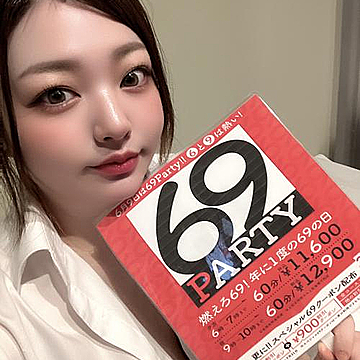 6月9日は69Party!! 6と9は熱い!
69
PARTY
燃えろ69! 年に1度の69の日
60分 ¥11,600
60分 ¥12,900
更に!! スペシャル69クーポン配布
¥900